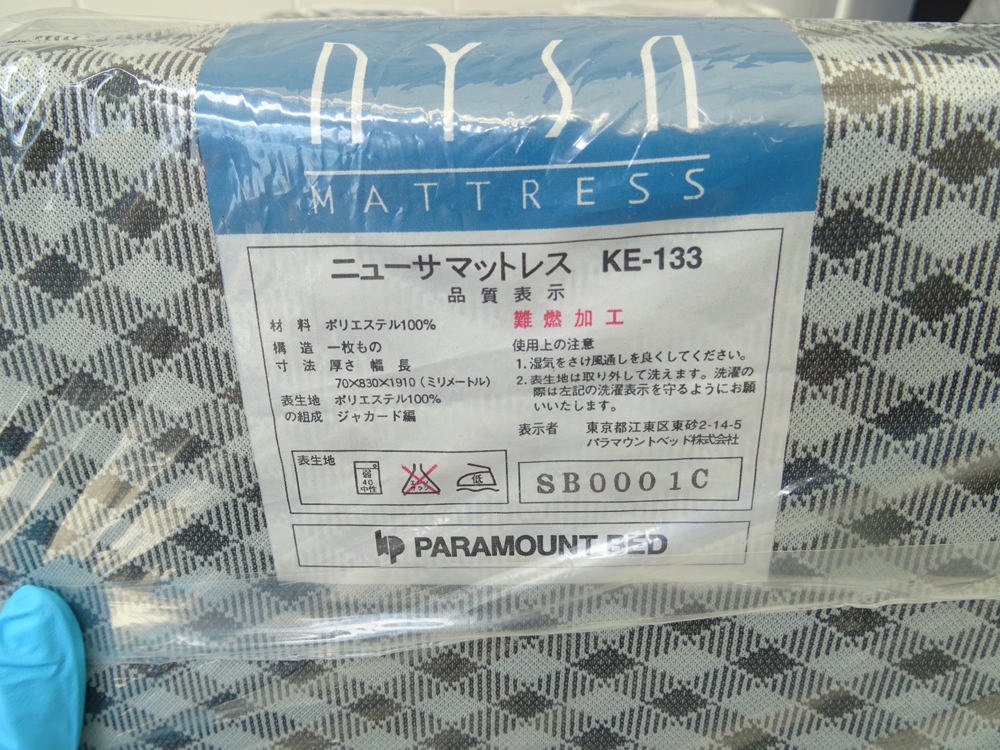 NYSA
MATTRESS
ニューサマットレス KE-133
品質表示
難燃加工
材料 ポリエステル100%
構造 一枚もの
寸法 厚さ 幅 長
70×830×1910（ミリメートル）
表生地 ポリエステル100%
の組成 ジャカード編
使用上の注意
1.湿気をさけ風通しを良くしてください。
2.表生地は取り外して洗えます。洗濯の
際は左記の洗濯表示を守るようにお願
いいたします。
表示者 東京都江東区東砂2-14-5
パラマウントベッド株式会社
表生地
弱
40
中性
低
SB0001C
PARAMOUNT BED